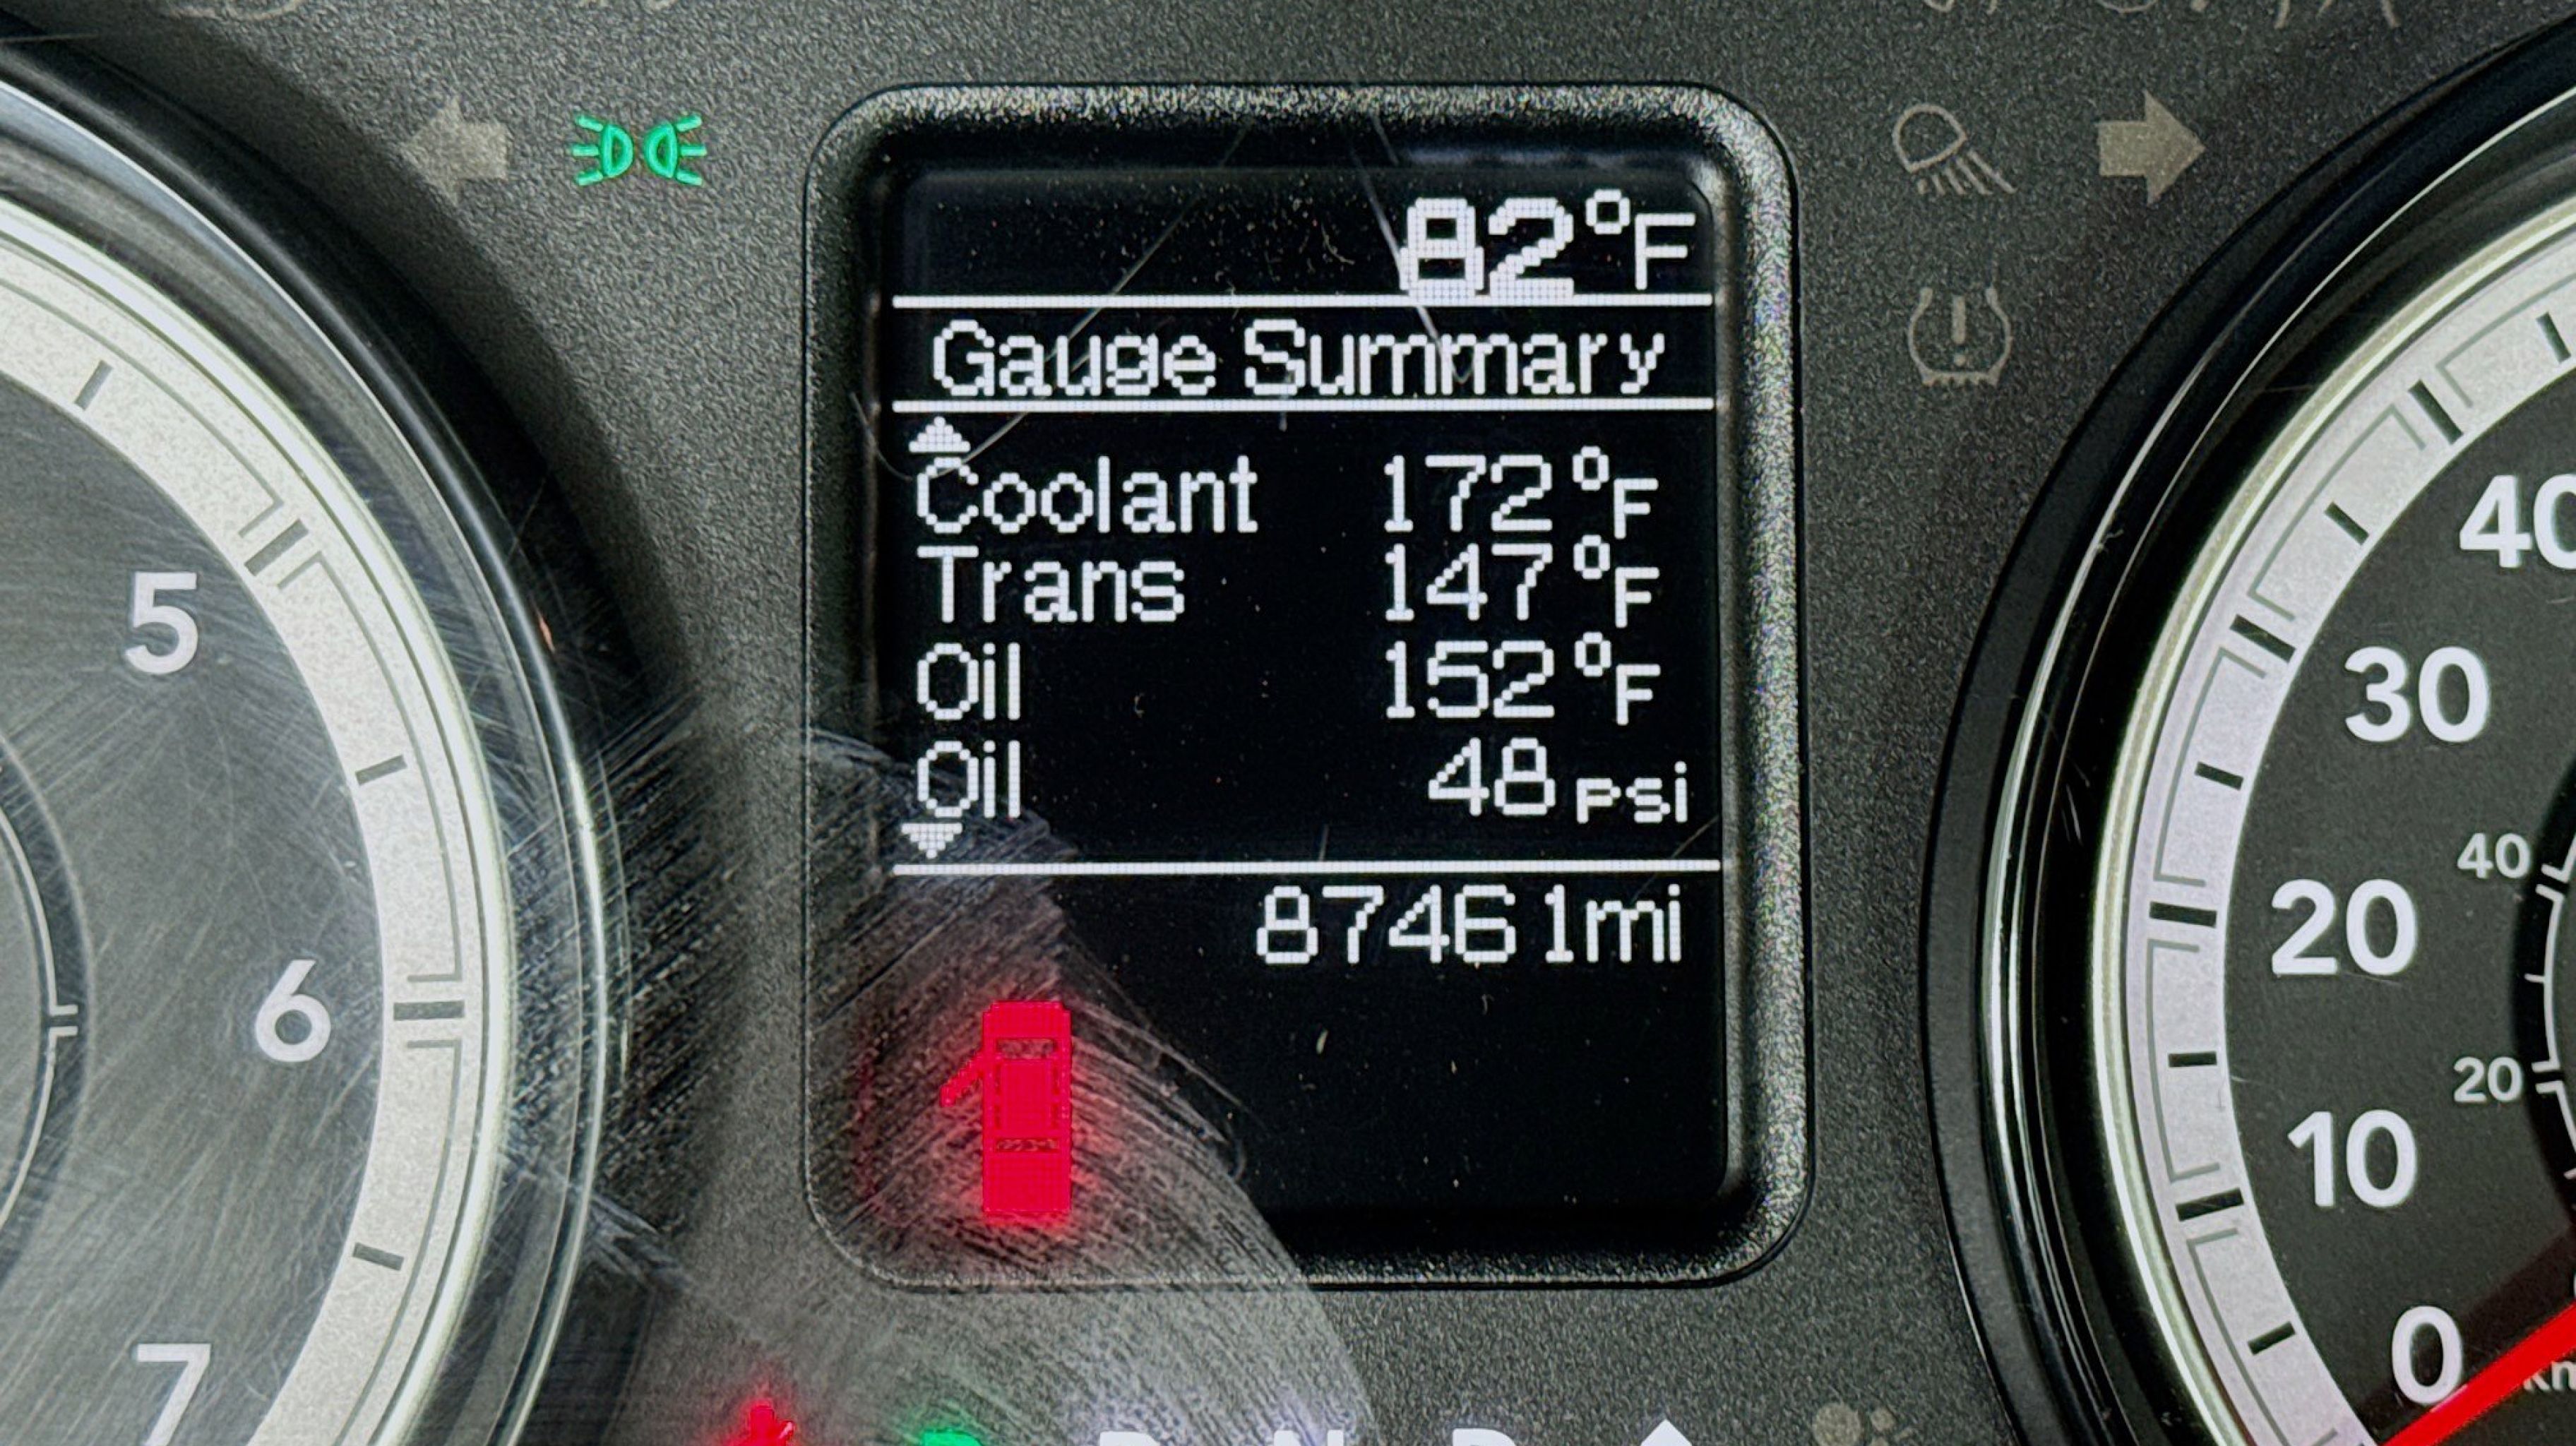 82°F
Gauge Summary
Coolant 172°F
Trans 147°F
Oil 152°F
Oil 48 psi
87461mi
5
6
7
30
20
10
0
40
20